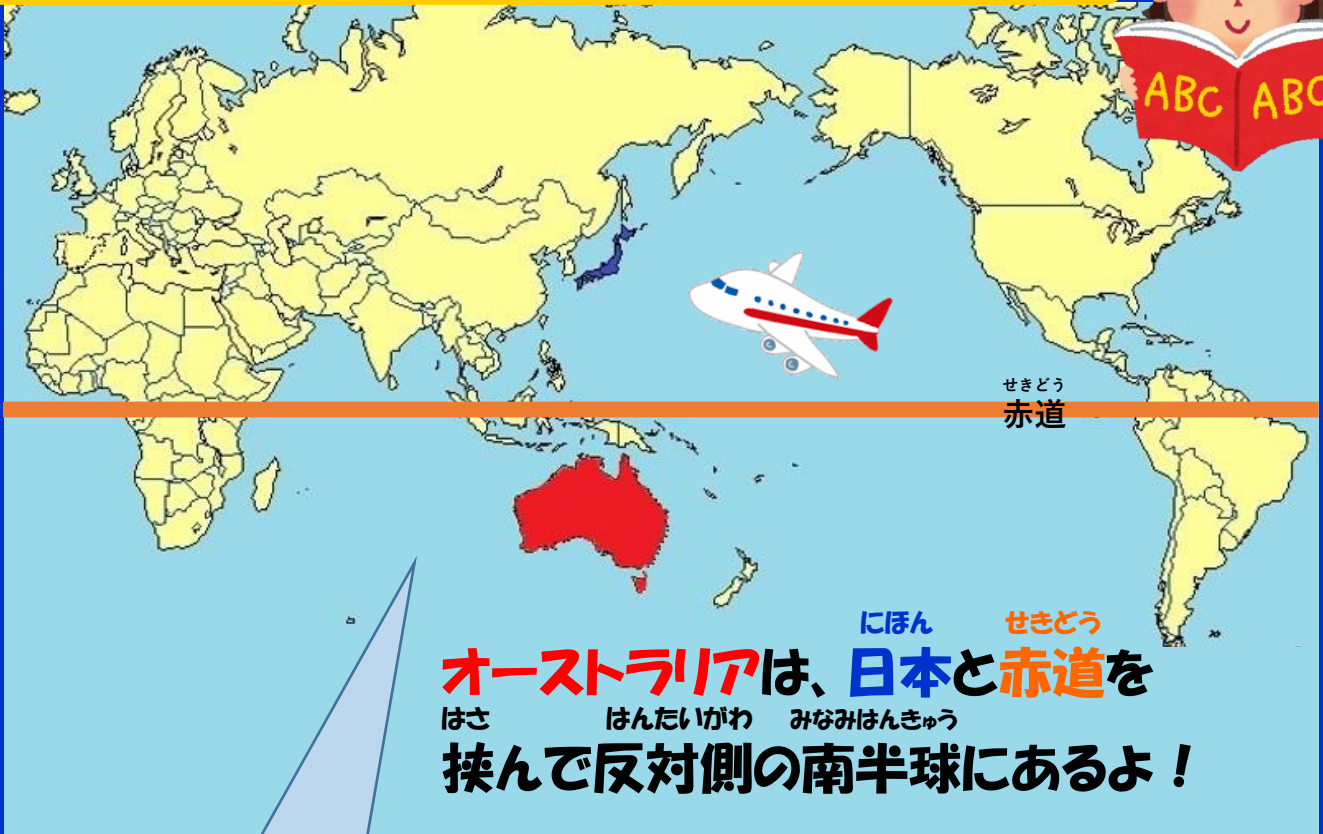 ABC ABC
せきどう
赤道
にほん せきどう
オーストラリアは、日本と赤道を
はさ はんたいがわ みなみはんきゅう
挟んで反対側の南半球にあるよ！